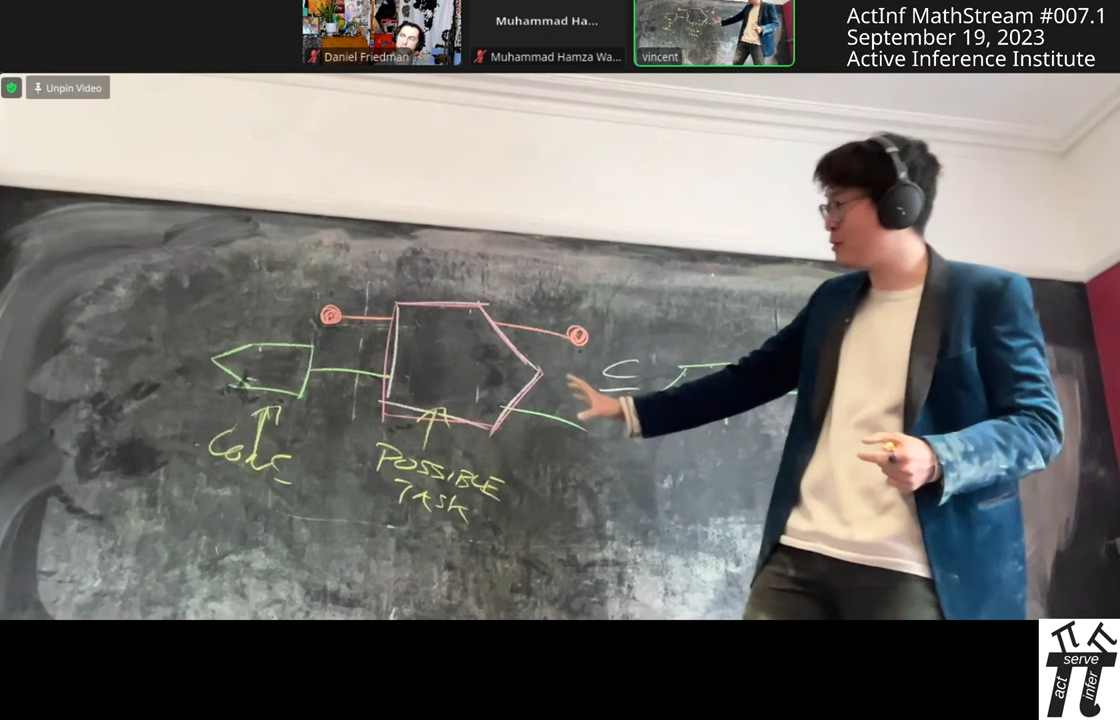 Muhammad Ha...
Daniel Friedman
Muhammad Hamza Wa...
vincent
ActInf MathStream #007.1
September 19, 2023
Active Inference Institute
Unpin Video
⊆
POSSIBLE
TASK
act
serve
infer